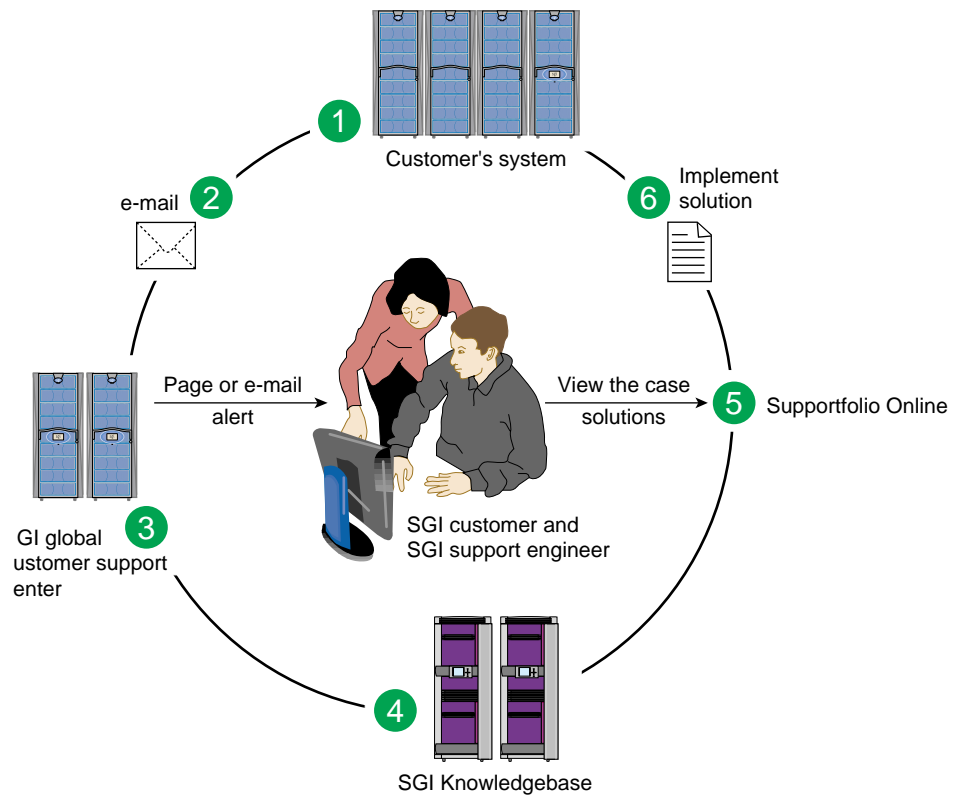 1
Customer's system
2
e-mail
6
Implement
solution
Page or e-mail
alert
View the case
solutions
5
Supportfolio Online
3
GI global
ustomer support
enter
SGI customer and
SGI support engineer
4
SGI Knowledgebase